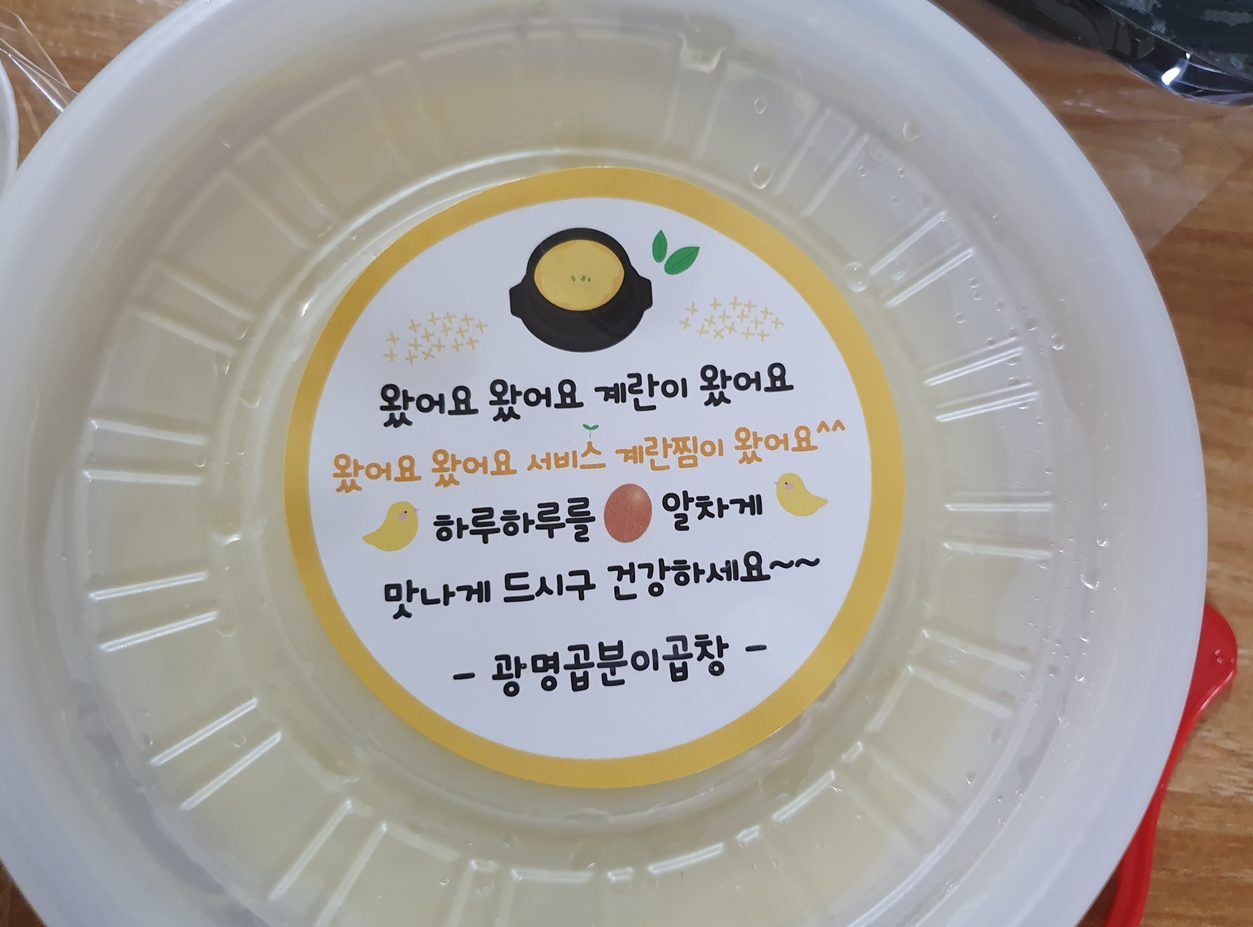 왔어요 왔어요 계란이 왔어요
왔어요 왔어요 서비스 계란찜이 왔어요^^
하루하루를 알차게
맛나게 드시구 건강하세요~~
- 광명곱분이곱창 -